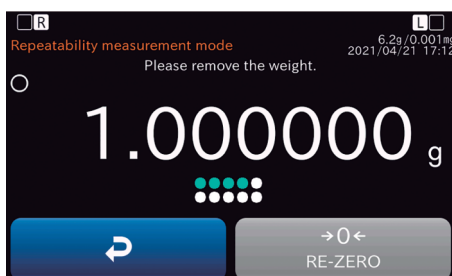 R L
Repeatability measurement mode
6.2g/0.001mg
2021/04/21 17:12
Please remove the weight.
1.000000 g
→0←
RE-ZERO